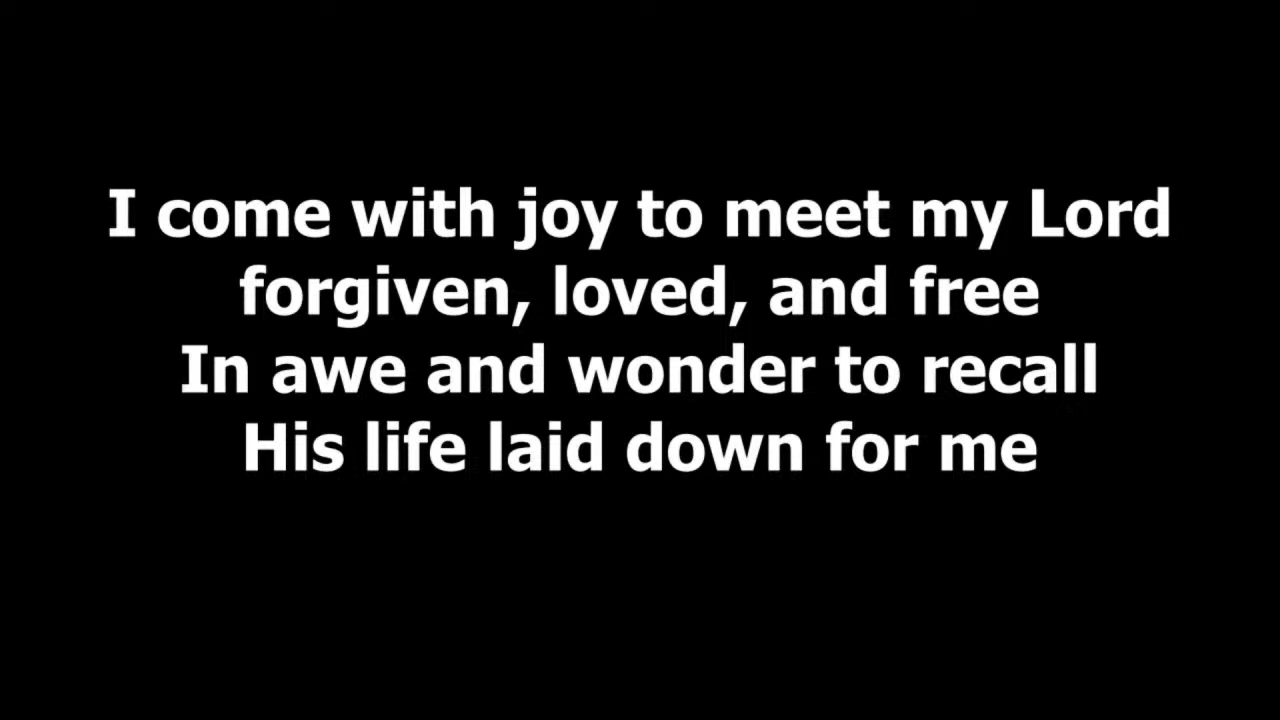 I come with joy to meet my Lord
forgiven, loved, and free
In awe and wonder to recall
His life laid down for me